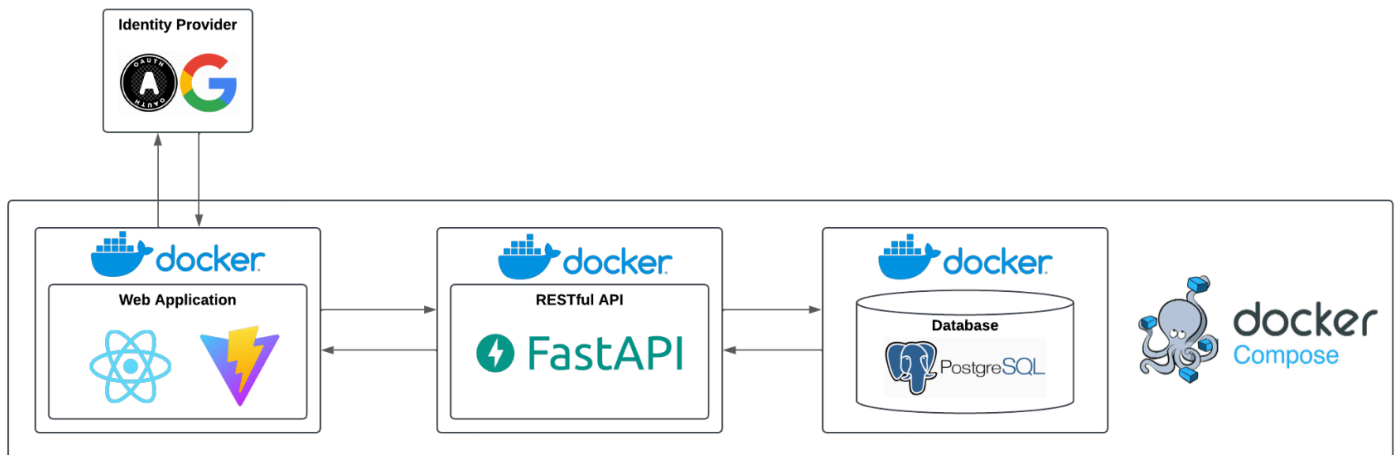 Identity Provider
OAUTH
A
OAUTH
docker
docker
docker
Web Application
RESTful API
FastAPI
Database
PostgreSQL
docker
Compose